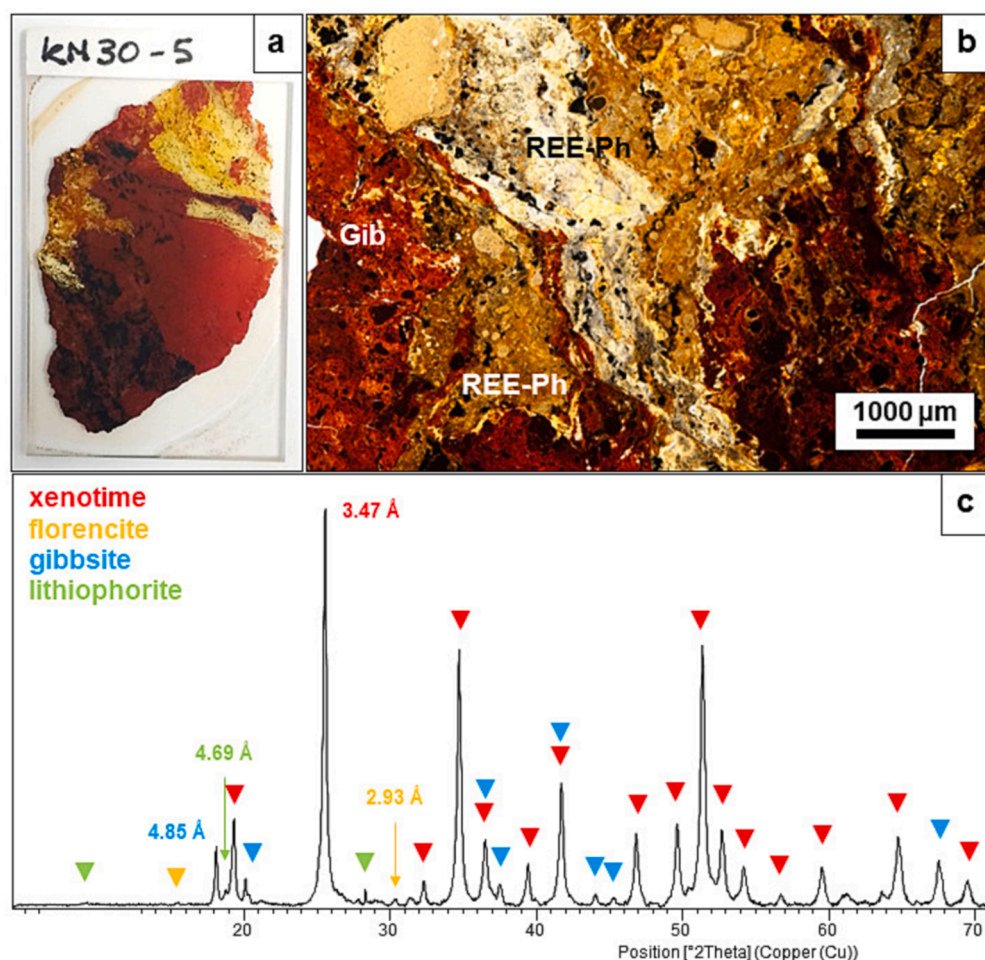 KN30-5
a
b
REE-Ph
Gib
REE-Ph
1000 µm
c
xenotime
florencite
gibbsite
lithiophorite
3.47 Å
4.69 Å
2.93 Å
4.85 Å
20
30
40
50
60
70
Position [°2Theta] (Copper (Cu))